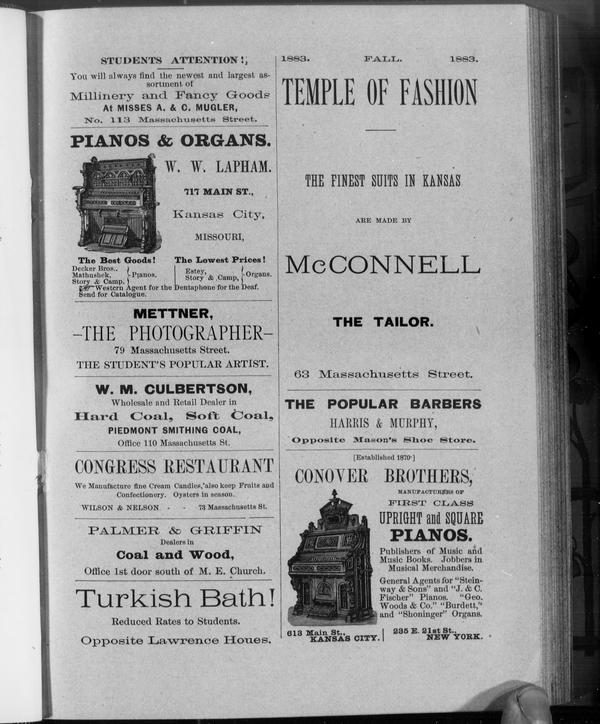 STUDENTS ATTENTION!,
You will always find the newest and largest as-
sortment of
Millinery and Fancy Goods
At MISSES A. & C. MUGLER,
No. 113 Massachusetts Street.
PIANOS & ORGANS.
W. W. LAPHAM.
717 MAIN ST.,
Kansas City,
MISSOURI,
The Best Goods! The Lowest Prices!
Decker Bros.,
Mathushek,
Story & Camp,
Pianos.
Estey,
Story & Camp,
Organs.
Western Agent for the Dentaphone for the Deaf.
Send for Catalogue.
METTNER,
-THE PHOTOGRAPHER-
79 Massachusetts Street.
THE STUDENT'S POPULAR ARTIST.
W. M. CULBERTSON,
Wholesale and Retail Dealer in
Hard Coal, Soft Coal,
PIEDMONT SMITHING COAL,
Office 110 Massachusetts St.
CONGRESS RESTAURANT
We Manufacture fine Cream Candies, also keep Fruits and
Confectionery. Oysters in season.
WILSON & NELSON - - 73 Massachusetts St.
PALMER & GRIFFIN
Dealers in
Coal and Wood,
Office 1st door south of M. E. Church.
Turkish Bath!
Reduced Rates to Students.
Opposite Lawrence Houes.
1883. FALL. 1883.
TEMPLE OF FASHION
THE FINEST SUITS IN KANSAS
ARE MADE BY
McCONNELL
THE TAILOR.
63 Massachusetts Street.
THE POPULAR BARBERS
HARRIS & MURPHY,
Opposite Mason's Shoe Store.
[Established 1870·]
CONOVER BROTHERS,
MANUFACTURERS OF
FIRST CLASS
UPRIGHT and SQUARE
PIANOS.
Publishers of Music and
Music Books. Jobbers in
Musical Merchandise.
General Agents for "Stein-
way & Sons" and "J. & C.
Fischer" Pianos. "Geo.
Woods & Co." "Burdett,"
and "Shoninger" Organs.
613 Main St.,
KANSAS CITY.
235 E. 21st St.,
NEW YORK.